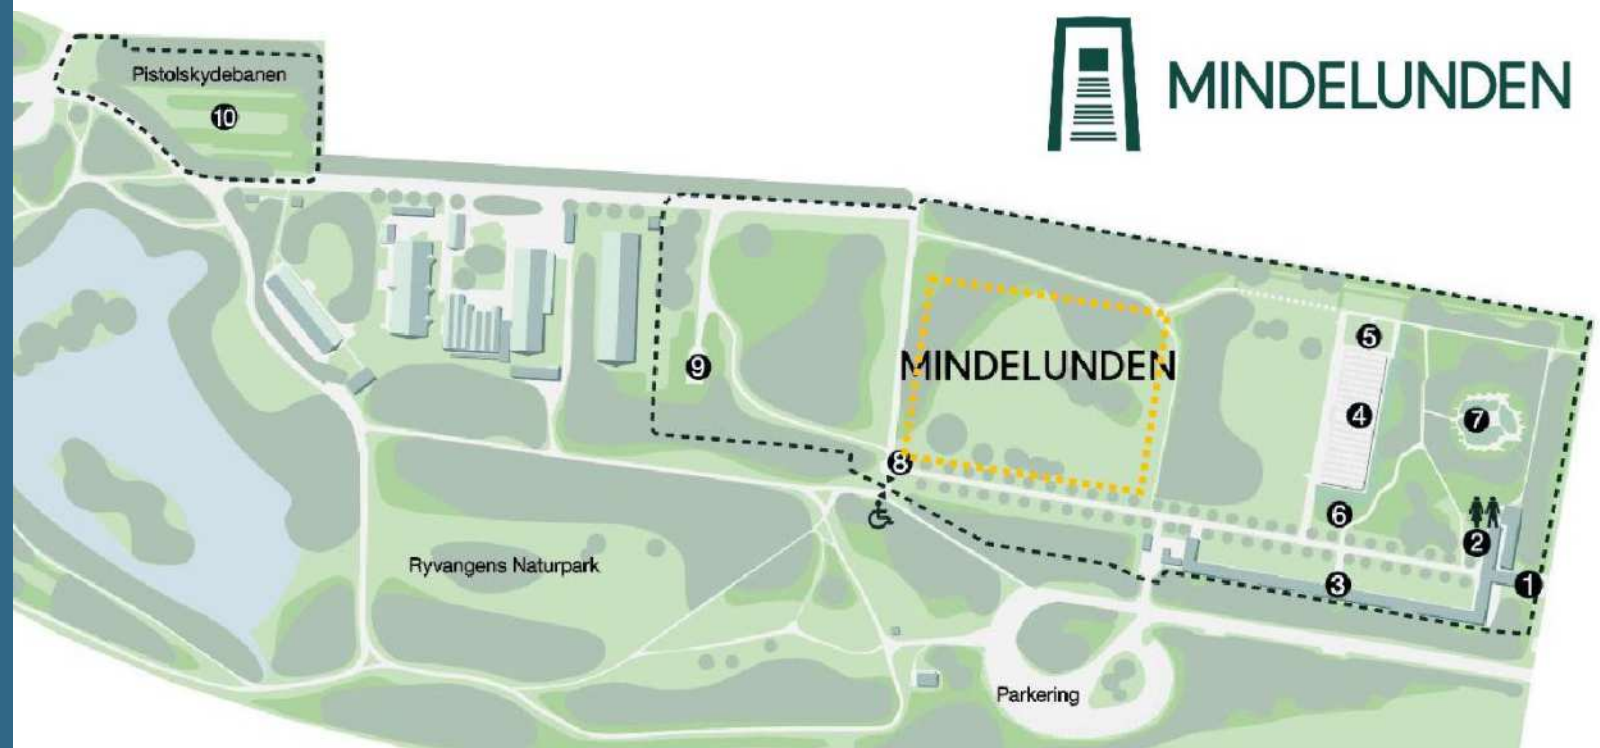 MINDELUNDEN
Pistolskydebanen
10
5
MINDELUNDEN
9
4
7
8
6
2
Ryvangens Naturpark
3
1
Parkering